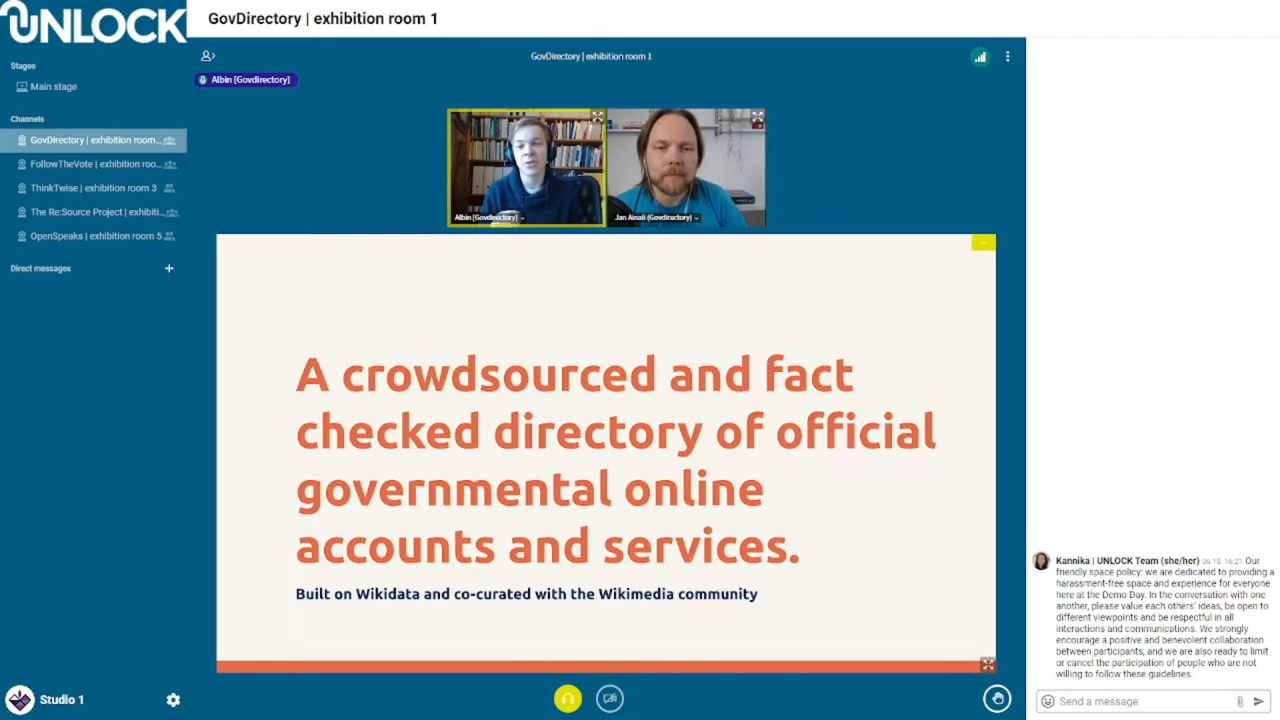 UNLOCK
GovDirectory | exhibition room 1
Stages
Main stage
Channels
GovDirectory | exhibition room...
FollowTheVote | exhibition roo...
ThinkTwise | exhibition room 3
The Re:Source Project | exhibiti...
OpenSpeaks | exhibition room 5
Direct messages
Studio 1
GovDirectory | exhibition room 1
Albin [Govdirectory]
Albin [Govdirectory]
Jan Ainali (Govdirectory)
A crowdsourced and fact
checked directory of official
governmental online
accounts and services.
Built on Wikidata and co-curated with the Wikimedia community
Kannika | UNLOCK Team (she/her) 05.10, 16:21 Our
friendly space policy: we are dedicated to providing a
harassment-free space and experience for everyone
here at the Demo Day. In the conversation with one
another, please value each others' ideas, be open to
different viewpoints and be respectful in all
interactions and communications. We strongly
encourage a positive and benevolent collaboration
between participants, and we are also ready to limit
or cancel the participation of people who are not
willing to follow these guidelines.
Send a message